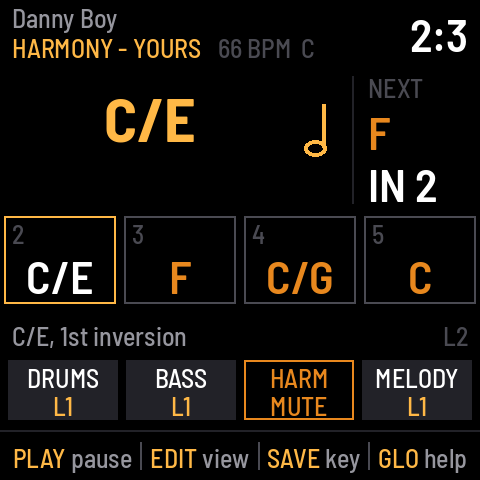 Danny Boy
HARMONY - YOURS 66 BPM C
2:3
C/E
NEXT
F
IN 2
2
C/E
3
F
4
C/G
5
C
C/E, 1st inversion
L2
DRUMS
L1
BASS
L1
HARM
MUTE
MELODY
L1
PLAY pause
EDIT view
SAVE key
GLO help